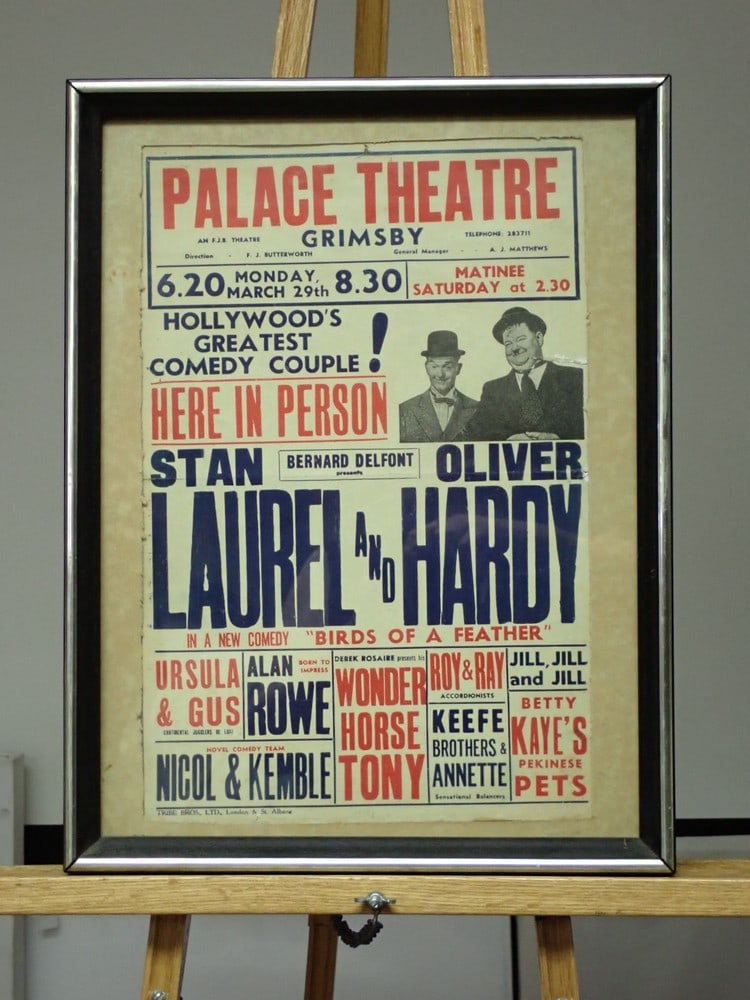 PALACE THEATRE
AN F.J.B. THEATRE GRIMSBY TELEPHONE: 283711
Direction - F. J. BUTTERWORTH General Manager - - A. J. MATTHEWS
6.20 MONDAY, MARCH 29th 8.30
MATINEE
SATURDAY at 2.30
HOLLYWOOD'S
GREATEST
COMEDY COUPLE!
HERE IN PERSON
STAN BERNARD DELFONT presents OLIVER
LAUREL AND HARDY
IN A NEW COMEDY "BIRDS OF A FEATHER"
URSULA
& GUS
CONTINENTAL JUGGLERS DE LUXE
ALAN BORN TO IMPRESS
ROWE
NOVEL COMEDY TEAM
NICOL & KEMBLE
DEREK ROSAIRE presents his
WONDER
HORSE
TONY
ROY & RAY
ACCORDIONISTS
KEEFE
BROTHERS &
ANNETTE
Sensational Balancers
JILL, JILL
and JILL
BETTY
KAYE'S
PEKINESE
PETS
TRIBE BROS., LTD., London & St. Albans